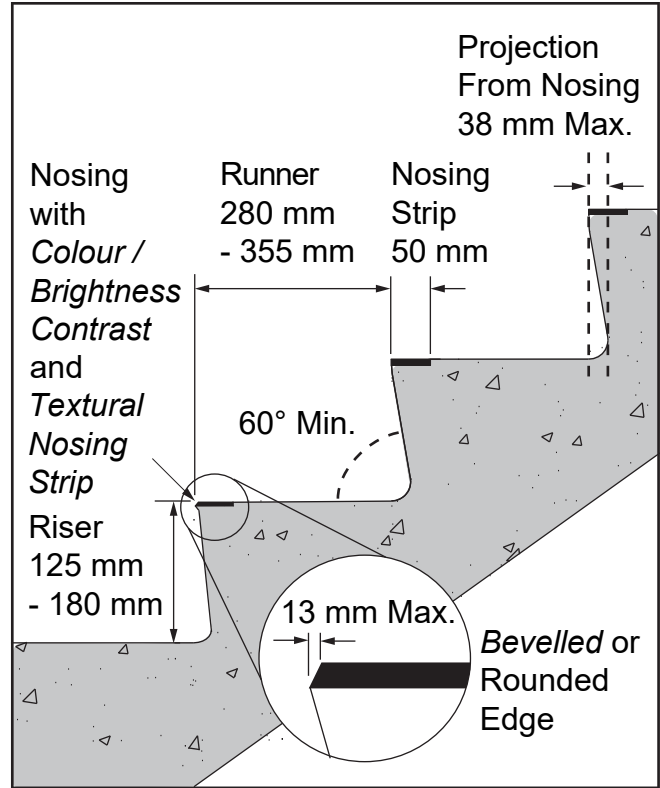 Projection
From Nosing
38 mm Max.
Nosing
with
Colour /
Brightness
Contrast
and
Textural
Nosing
Strip
Runner
280 mm
- 355 mm
Nosing
Strip
50 mm
60° Min.
Riser
125 mm
- 180 mm
13 mm Max.
Bevelled or
Rounded
Edge